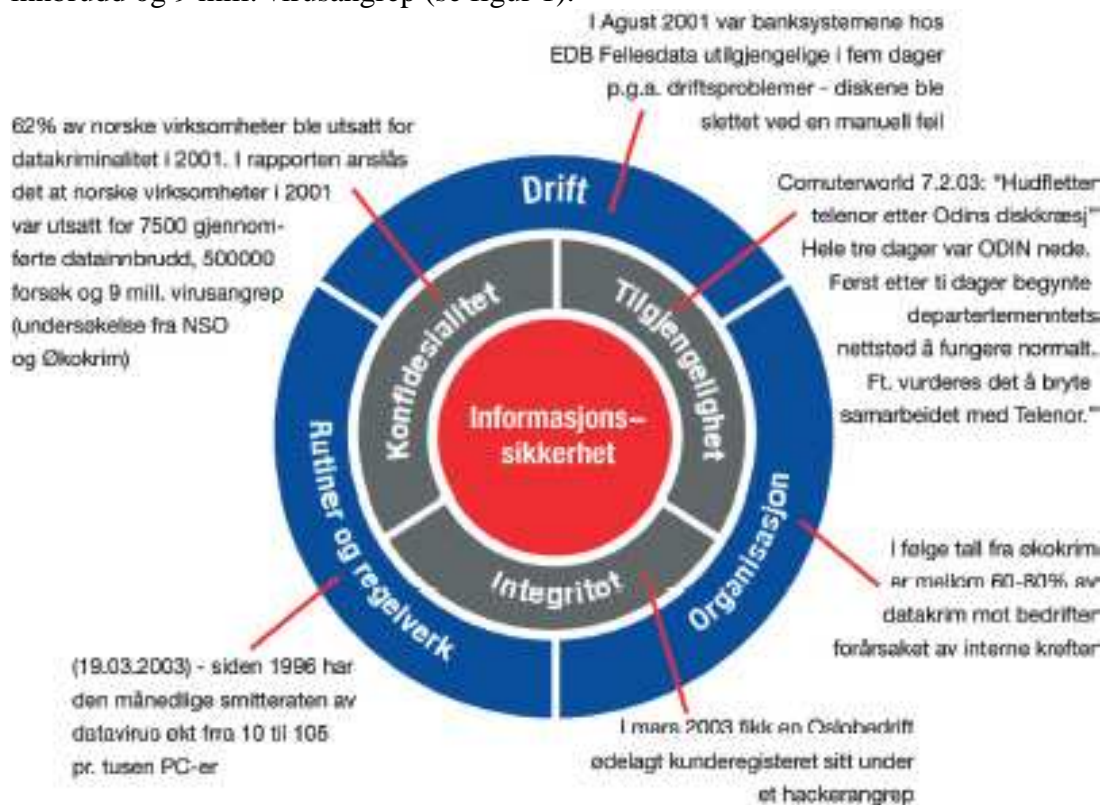 innbrudd og 9 mill. virusangrep (se figur 1).
I Agust 2001 var banksystemene hos
EDB Fellesdata utilgjengelige i fem dager
p.g.a. driftsproblemer - diskene ble
slettet ved en manuell feil
62% av norske virksomheter ble utsatt for
datakriminalitet i 2001. I rapporten anslås
det at norske virksomheter i 2001
var utsatt for 7500 gjennom-
førte datainnbrudd, 500000
forsøk og 9 mill. virusangrep
(undersøkelse fra NSO
og Økokrim)
Comuterworld 7.2.03: "Hudfletter
telenor etter Odins diskkræsj""
Hele tre dager var ODIN nede.
Først etter ti dager begynte
departertemenntets
nettsted å fungere normalt.
Ft. vurderes det å bryte
samarbeidet med Telenor.""
Drift
Konfidesialitet
Tilgjengelighet
Informasjons-
sikkerhet
Integritet
Rutiner og regelverk
Organisasjon
I følge tall fra økokrim
er mellom 60-80% av
datakrim mot bedrifter
forårsaket av interne krefter
(19.03.2003) - siden 1996 har
den månedlige smitteraten av
datavirus økt fra 10 til 105
pr. tusen PC-er
I mars 2003 fikk en Oslobedrift
ødelagt kunderegisteret sitt under
et hackerangrep